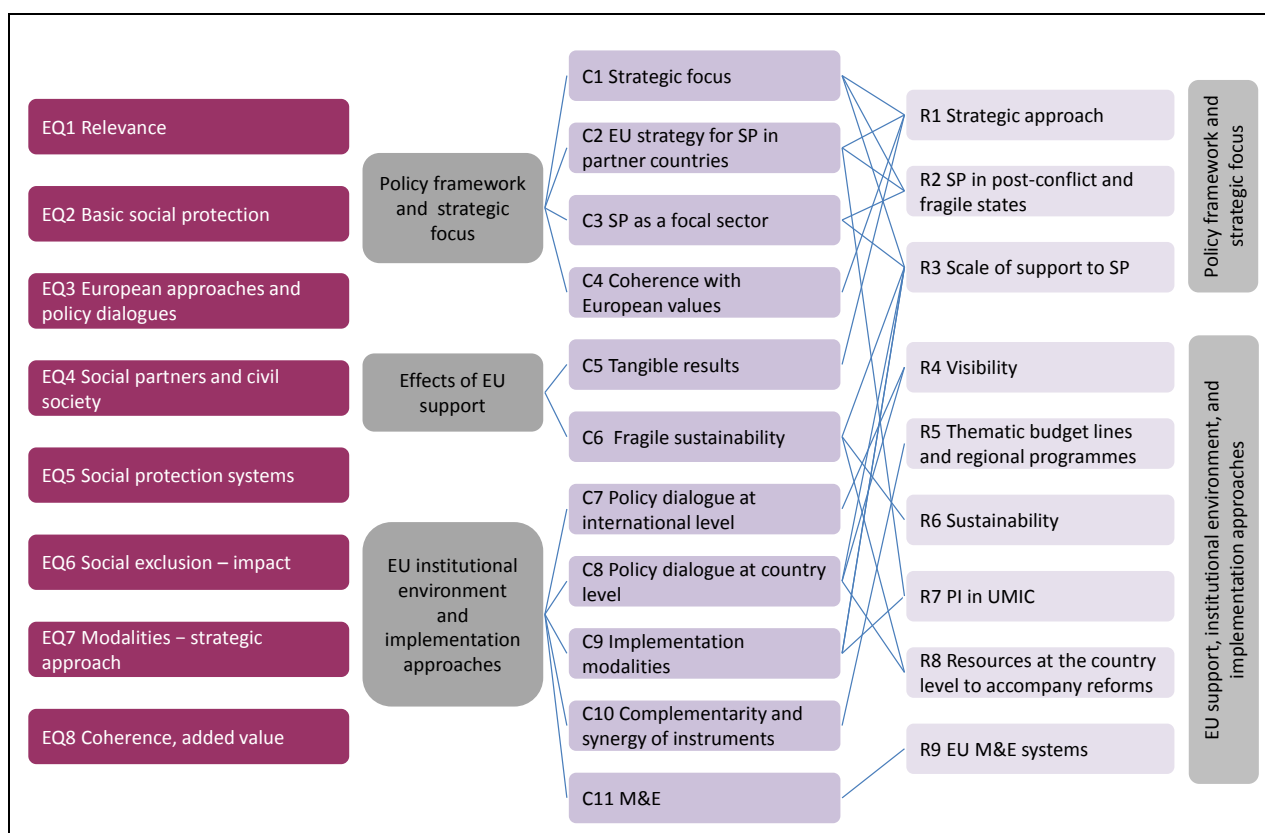 EQ1 Relevance
EQ2 Basic social protection
EQ3 European approaches and
policy dialogues
EQ4 Social partners and civil
society
EQ5 Social protection systems
EQ6 Social exclusion – impact
EQ7 Modalities – strategic
approach
EQ8 Coherence, added value
Policy framework
and strategic
focus
Effects of EU
support
EU institutional
environment
and
implementation
approaches
C1 Strategic focus
C2 EU strategy for SP in
partner countries
C3 SP as a focal sector
C4 Coherence with
European values
C5 Tangible results
C6 Fragile sustainability
C7 Policy dialogue at
international level
C8 Policy dialogue at country
level
C9 Implementation
modalities
C10 Complementarity and
synergy of instruments
C11 M&E
R1 Strategic approach
R2 SP in post-conflict and
fragile states
R3 Scale of support to SP
R4 Visibility
R5 Thematic budget lines
and regional programmes
R6 Sustainability
R7 PI in UMIC
R8 Resources at the country
level to accompany reforms
R9 EU M&E systems
Policy framework and
strategic focus
EU support, institutional environment, and
implementation approaches